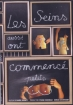 Les Seins
aussi ont
commencé
petits